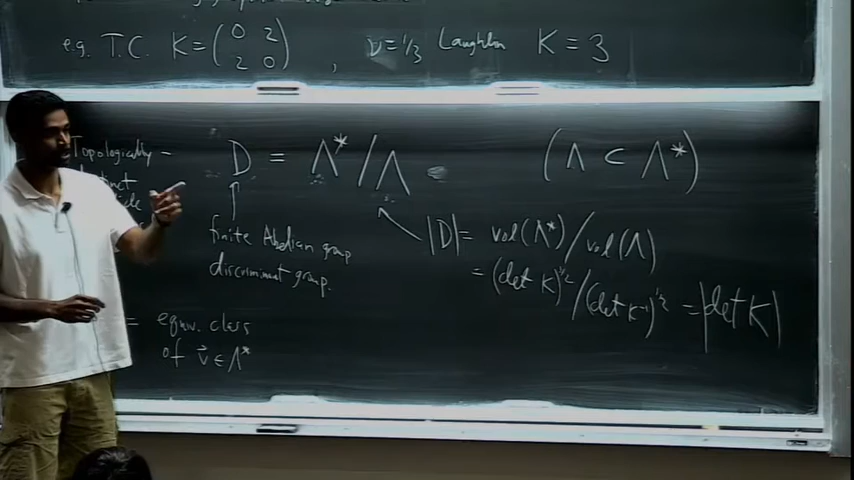 e.g. T.C. K = (0 2 2 0) , ν = 1/3 Laughlin K = 3
Topologically -
D = Λ* / Λ (Λ ⊂ Λ*)
finite Abelian group
discriminant group.
|D| = vol(Λ*) / vol(Λ)
= (det K)^1/2 / (det K^-1)^1/2 = |det K|
= equiv. class
of v⃗ ∈ Λ*